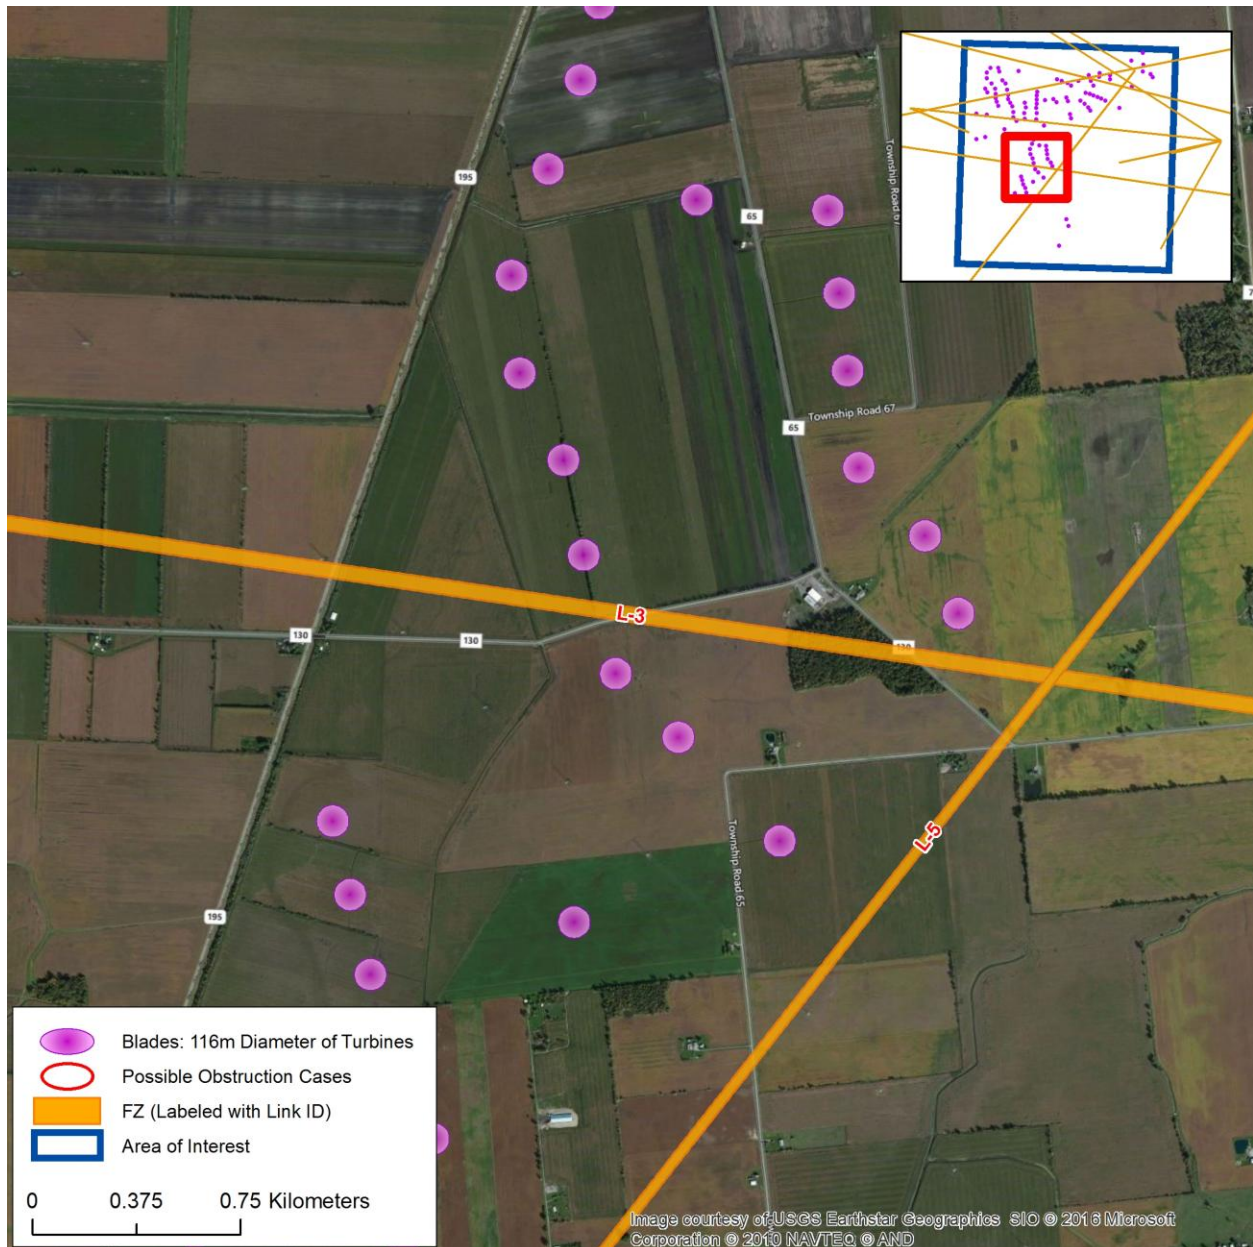 195
65
Township Road 67
T
7
Township Road 67
65
L-3
130
130
130
L-5
Township Road 65
195
Blades: 116m Diameter of Turbines
Possible Obstruction Cases
FZ (Labeled with Link ID)
Area of Interest
0 0.375 0.75 Kilometers
Image courtesy of USGS Earthstar Geographics SIO © 2016 Microsoft
Corporation © 2010 NAVTEQ © AND